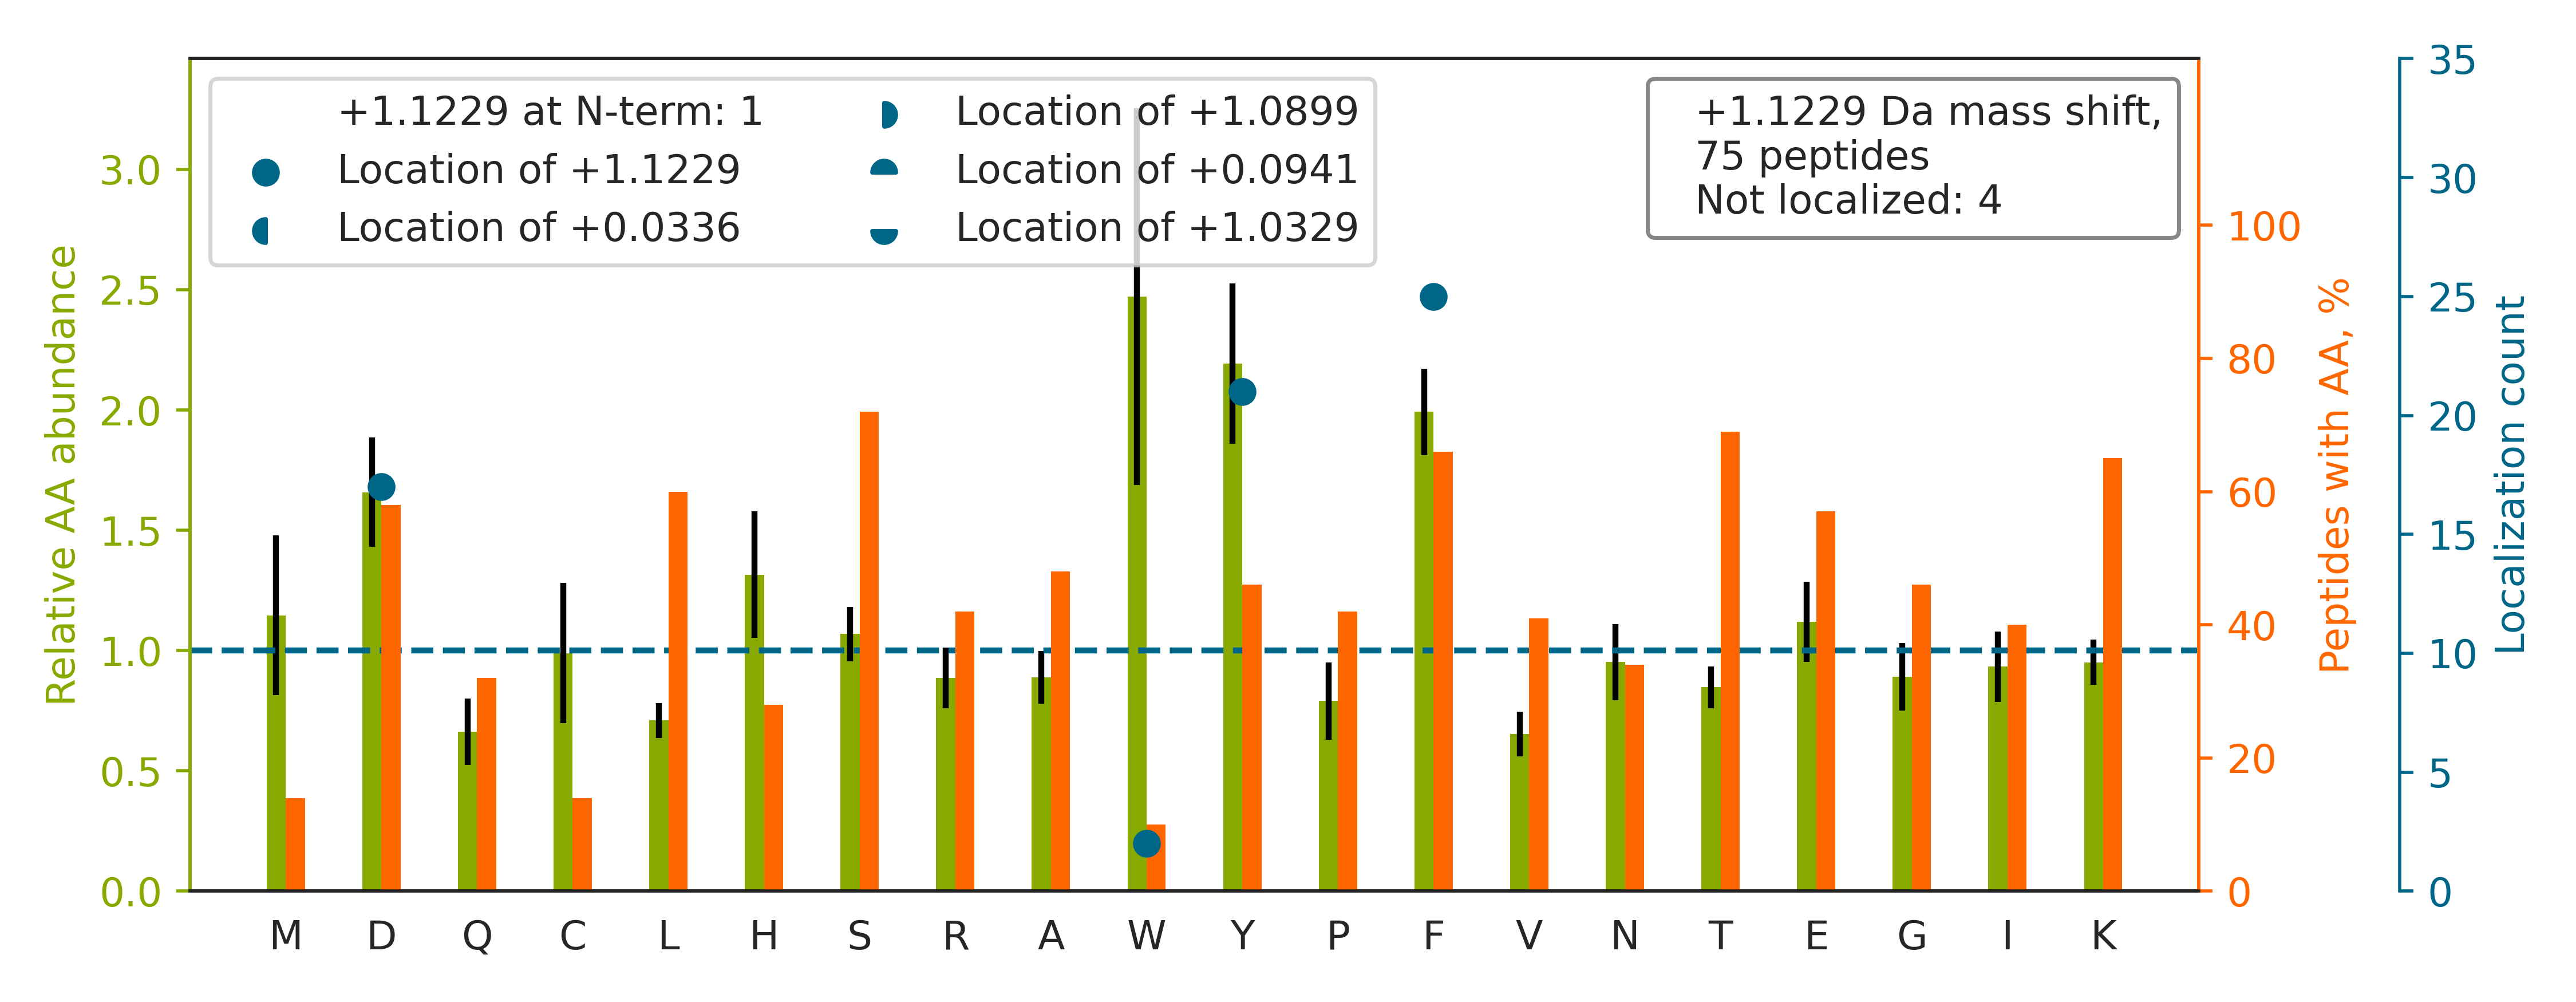 +1.1229 at N-term: 1
Location of +1.1229
Location of +0.0336
Location of +1.0899
Location of +0.0941
Location of +1.0329
+1.1229 Da mass shift,
75 peptides
Not localized: 4
Relative AA abundance
3.0
2.5
2.0
1.5
1.0
0.5
0.0
M D Q C L H S R A W Y P F V N T E G I K
100
80
60
40
20
0
Peptides with AA, %
35
30
25
20
15
10
5
0
Localization count